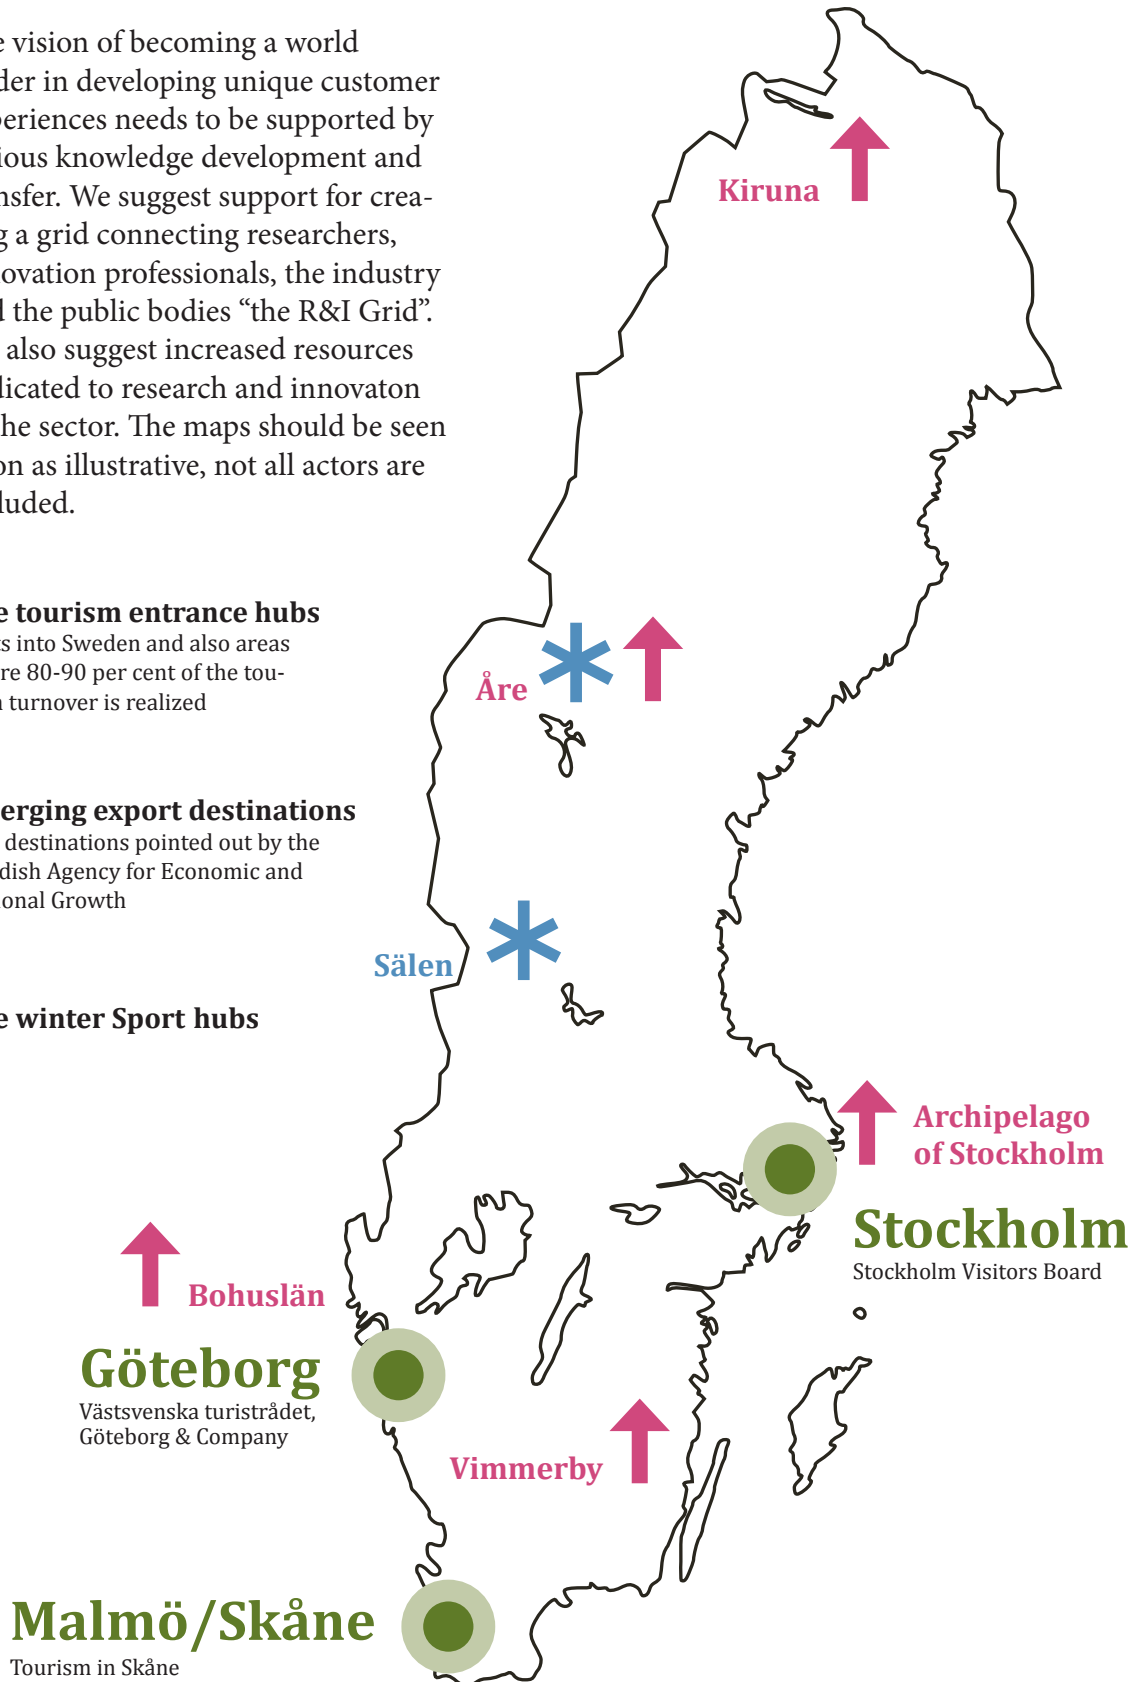 e vision of becoming a world
der in developing unique customer
periences needs to be supported by
ious knowledge development and
nsfer. We suggest support for crea-
g a grid connecting researchers,
ovation professionals, the industry
d the public bodies “the R&I Grid”.
also suggest increased resources
dicated to research and innovaton
the sector. The maps should be seen
on as illustrative, not all actors are
luded.
e tourism entrance hubs
ts into Sweden and also areas
re 80-90 per cent of the tou-
turnover is realized
erging export destinations
destinations pointed out by the
dish Agency for Economic and
ional Growth
e winter Sport hubs
Kiruna
Åre
Sälen
Archipelago
of Stockholm
Stockholm
Stockholm Visitors Board
Bohuslän
Göteborg
Västsvenska turistrådet,
Göteborg & Company
Vimmerby
Malmö/Skåne
Tourism in Skåne